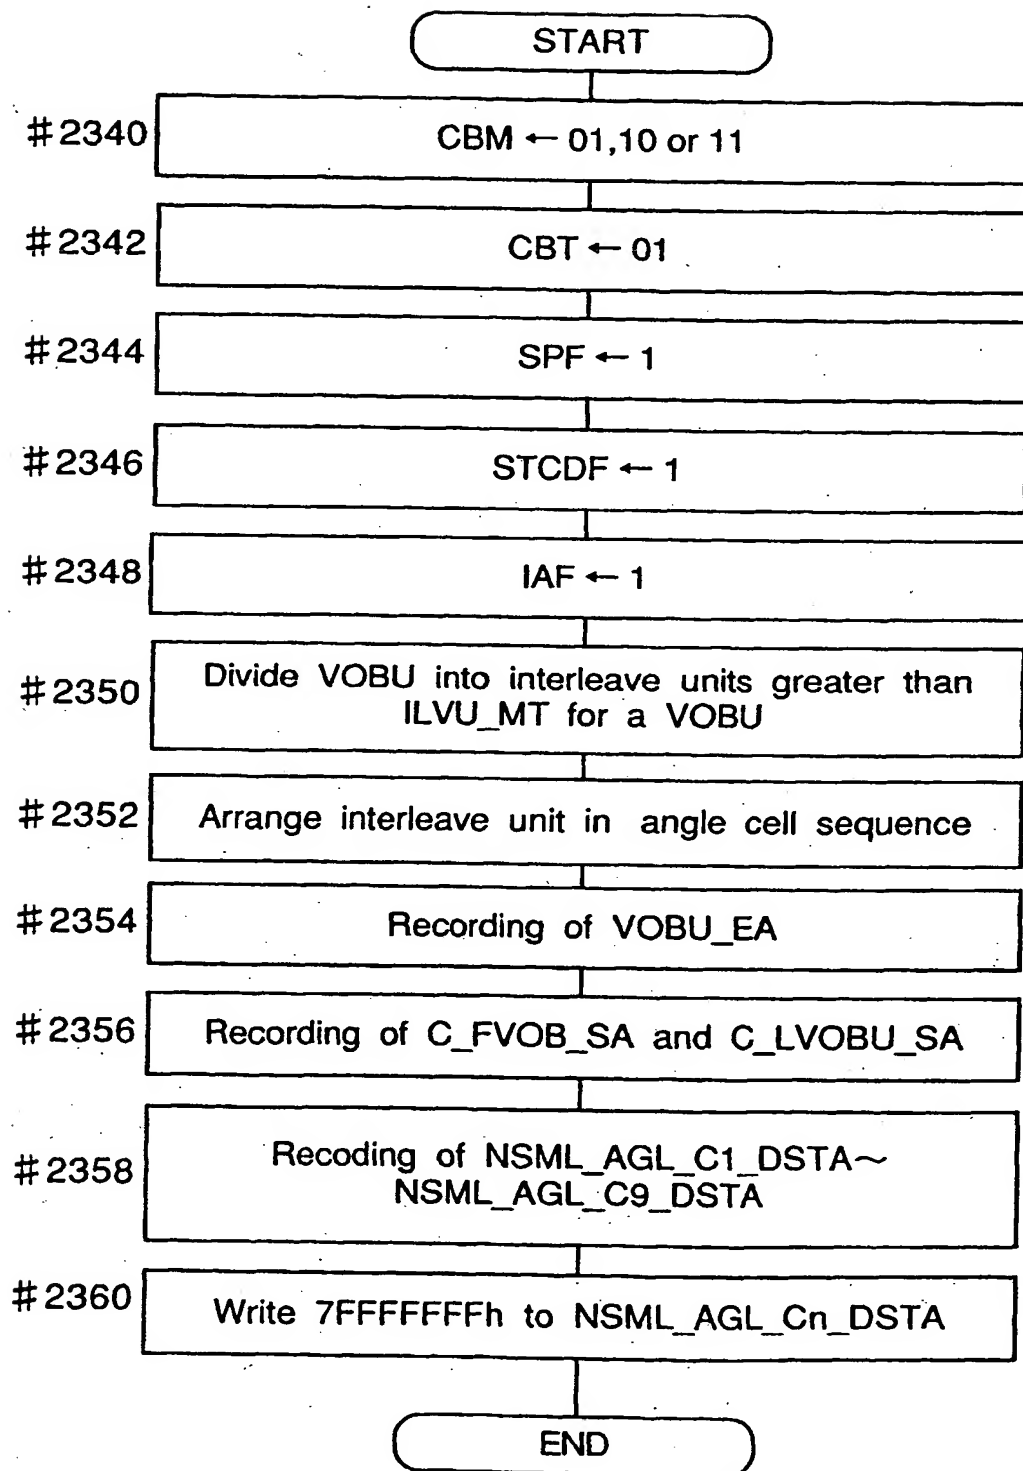 START
#2340
CBM ← 01,10 or 11
#2342
CBT ← 01
#2344
SPF ← 1
#2346
STCDF ← 1
#2348
IAF ← 1
#2350
Divide VOBU into interleave units greater than
ILVU_MT for a VOBU
#2352
Arrange interleave unit in angle cell sequence
#2354
Recording of VOBU_EA
#2356
Recording of C_FVOB_SA and C_LVOBU_SA
#2358
Recoding of NSML_AGL_C1_DSTA~
NSML_AGL_C9_DSTA
#2360
Write 7FFFFFFFh to NSML_AGL_Cn_DSTA
END